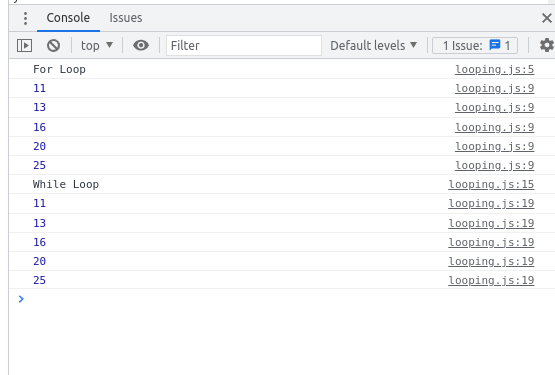 Console Issues
top Filter Default levels 1 Issue: 1
For Loop looping.js:5
11 looping.js:9
13 looping.js:9
16 looping.js:9
20 looping.js:9
25 looping.js:9
While Loop looping.js:15
11 looping.js:19
13 looping.js:19
16 looping.js:19
20 looping.js:19
25 looping.js:19